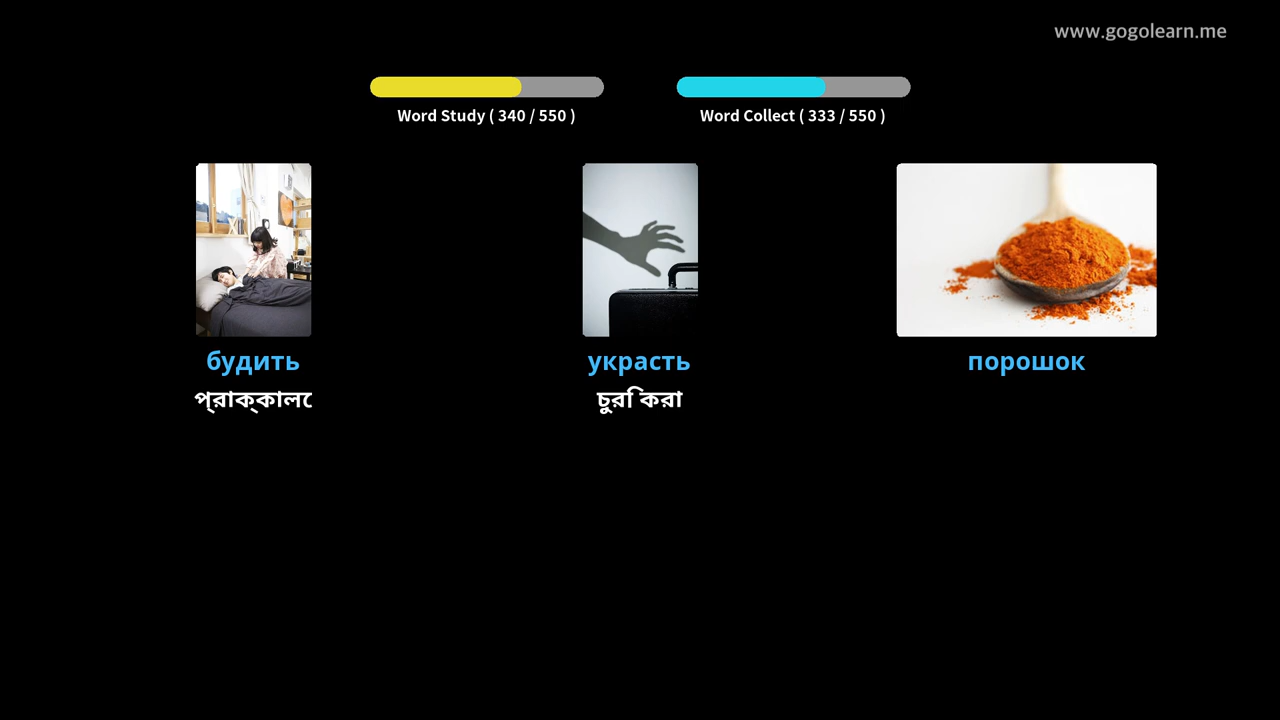 www.gogolearn.me
Word Study ( 340 / 550 )
Word Collect ( 333 / 550 )
будить
украсть
порошок
প্রাক্কালে
চুরি করা